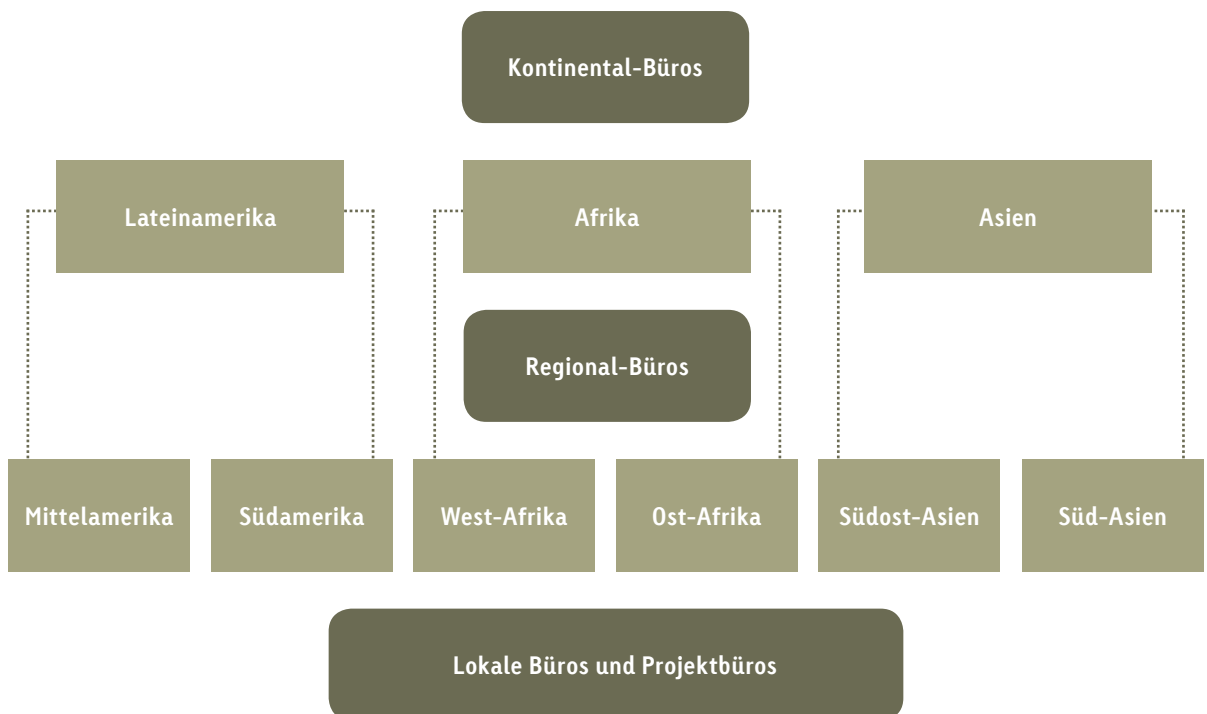 Kontinental-Büros
Lateinamerika
Afrika
Asien
Regional-Büros
Mittelamerika
Südamerika
West-Afrika
Ost-Afrika
Südost-Asien
Süd-Asien
Lokale Büros und Projektbüros